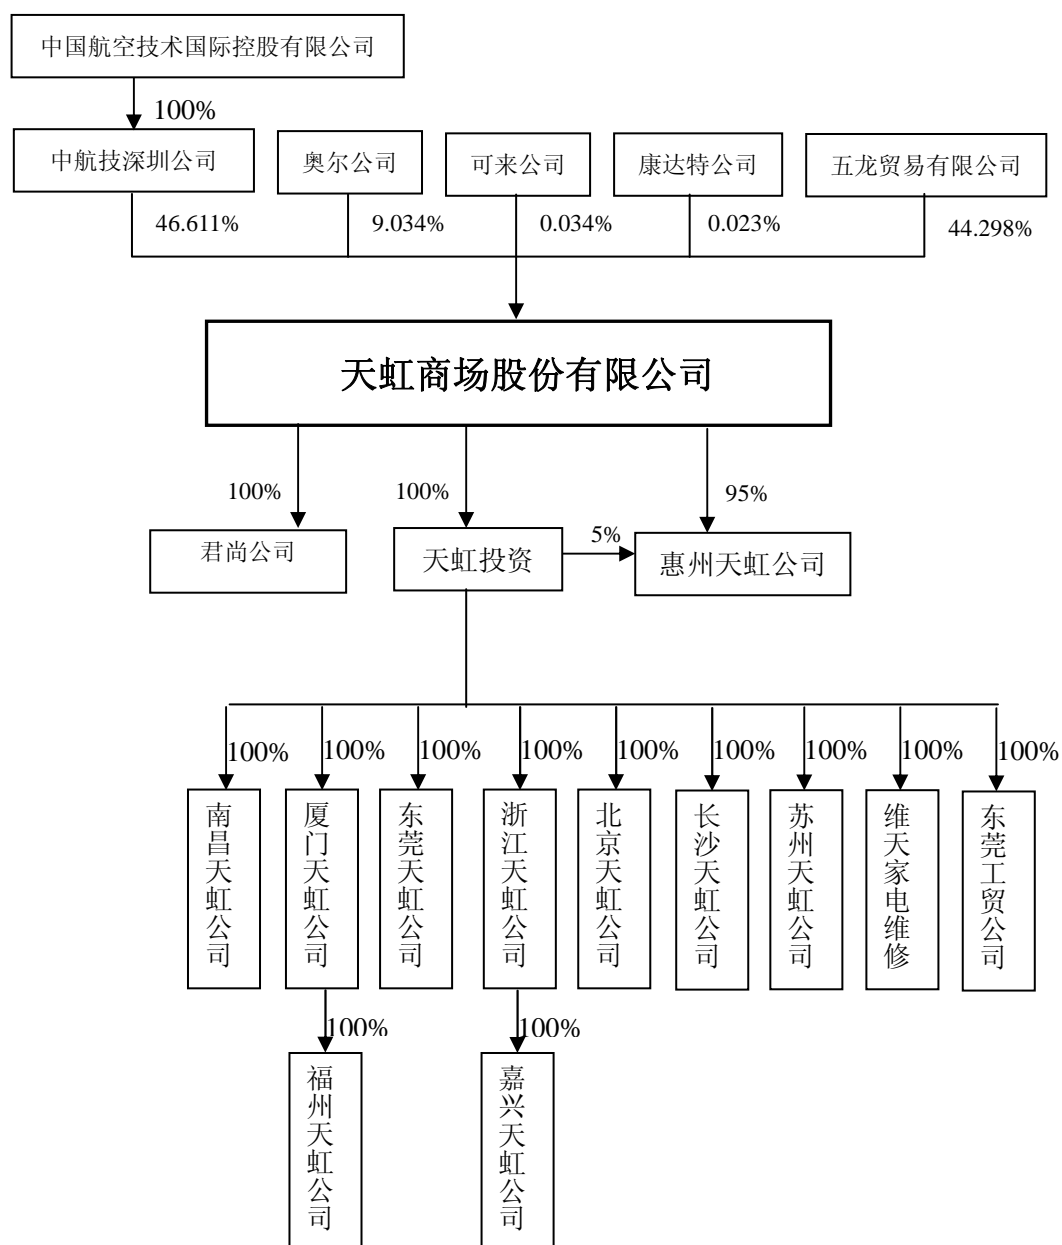 中国航空技术国际控股有限公司
100%
中航技深圳公司
奥尔公司
可来公司
康达特公司
五龙贸易有限公司
46.611%
9.034%
0.034%
0.023%
44.298%
天虹商场股份有限公司
100%
100%
95%
君尚公司
天虹投资
5%
惠州天虹公司
100%
100%
100%
100%
100%
100%
100%
100%
100%
南昌天虹公司
厦门天虹公司
东莞天虹公司
浙江天虹公司
北京天虹公司
长沙天虹公司
苏州天虹公司
维天家电维修
东莞工贸公司
100%
100%
福州天虹公司
嘉兴天虹公司